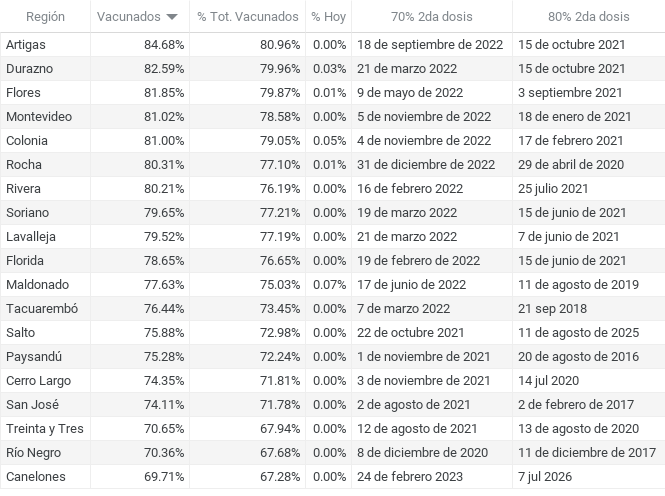 Región Vacunados % Tot. Vacunados % Hoy 70% 2da dosis 80% 2da dosis
Artigas 84.68% 80.96% 0.00% 18 de septiembre de 2022 15 de octubre 2021
Durazno 82.59% 79.96% 0.03% 21 de marzo 2022 15 de octubre 2021
Flores 81.85% 79.87% 0.01% 9 de mayo de 2022 3 septiembre 2021
Montevideo 81.02% 78.58% 0.00% 5 de noviembre de 2022 18 de enero de 2021
Colonia 81.00% 79.05% 0.05% 4 de noviembre de 2022 17 de febrero 2021
Rocha 80.31% 77.10% 0.01% 31 de diciembre de 2022 29 de abril de 2020
Rivera 80.21% 76.19% 0.00% 16 de febrero 2022 25 julio 2021
Soriano 79.65% 77.21% 0.00% 19 de marzo 2022 15 de junio de 2021
Lavalleja 79.52% 77.19% 0.00% 21 de marzo 2022 7 de junio de 2021
Florida 78.65% 76.65% 0.00% 19 de febrero de 2022 15 de junio de 2021
Maldonado 77.63% 75.03% 0.07% 17 de junio de 2022 11 de agosto de 2019
Tacuarembó 76.44% 73.45% 0.00% 7 de marzo 2022 21 sep 2018
Salto 75.88% 72.98% 0.00% 22 de octubre 2021 11 de agosto de 2025
Paysandú 75.28% 72.24% 0.00% 1 de noviembre de 2021 20 de agosto de 2016
Cerro Largo 74.35% 71.81% 0.00% 3 de noviembre de 2021 14 jul 2020
San José 74.11% 71.78% 0.00% 2 de agosto de 2021 2 de febrero de 2017
Treinta y Tres 70.65% 67.94% 0.00% 12 de agosto de 2021 13 de agosto de 2020
Río Negro 70.36% 67.68% 0.00% 8 de diciembre de 2020 11 de diciembre de 2017
Canelones 69.71% 67.28% 0.00% 24 de febrero 2023 7 jul 2026